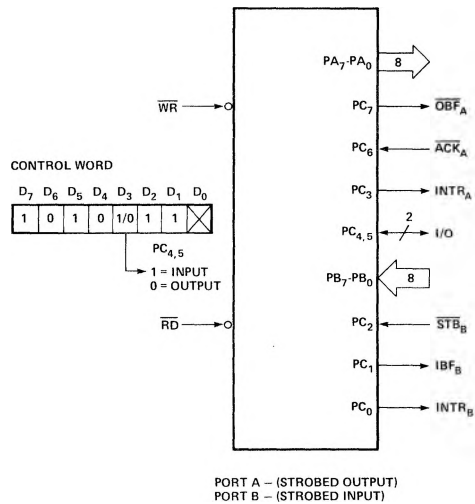 PA7-PA0
8
PC7
OBFA
WR
PC6
ACKA
CONTROL WORD
PC3
INTRA
D7 D6 D5 D4 D3 D2 D1 D0
1 0 1 0 1/0 1 1 X
PC4,5
2
I/O
PC4,5
1 = INPUT
0 = OUTPUT
PB7-PB0
8
RD
PC2
STBB
PC1
IBFB
PC0
INTRB
PORT A – (STROBED OUTPUT)
PORT B – (STROBED INPUT)